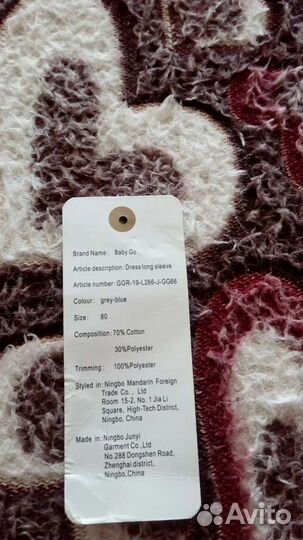 Brand Name: Baby Go
Article description: Dress long sleeve
Article number: GGR-19-L266-J-GG66
Colour: grey-blue
Size: 80
Composition: 70% Cotton
30%Polyester
Trimming: 100%Polyester
Styled in: Ningbo Mandarin Foreign
Trade Co. , Ltd
Room 15-2, No. 1 Jia Li
Square, High-Tech District,
Ningbo, China
Made in: Ningbo Junyi
Garment Co.,Ltd
No.288 Dongshen Road,
Zhenghai district,
Ningbo,China
Avito